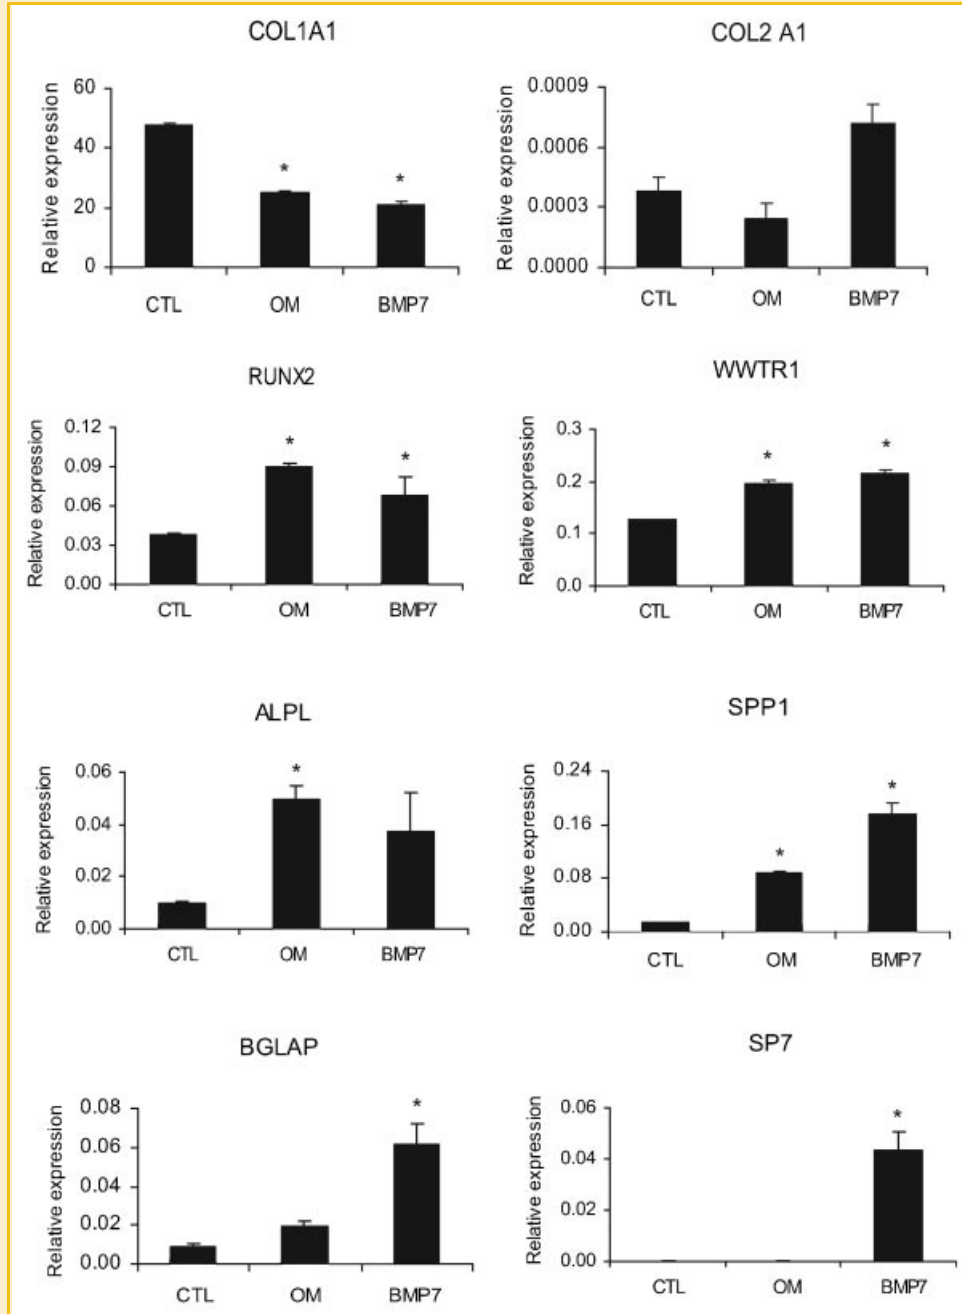 COL1A1
Relative expression
60
40
20
0
*
*
CTL OM BMP7
COL2 A1
Relative expression
0.0009
0.0006
0.0003
0.0000
CTL OM BMP7
RUNX2
Relative expression
0.12
0.09
0.06
0.03
0.00
*
*
CTL OM BMP7
WWTR1
Relative expression
0.3
0.2
0.1
0.0
*
*
CTL OM BMP7
ALPL
Relative expression
0.06
0.04
0.02
0.00
*
CTL OM BMP7
SPP1
Relative expression
0.24
0.16
0.08
0.00
*
*
CTL OM BMP7
BGLAP
Relative expression
0.08
0.06
0.04
0.02
0.00
*
CTL OM BMP7
SP7
Relative expression
0.06
0.04
0.02
0.00
*
CTL OM BMP7